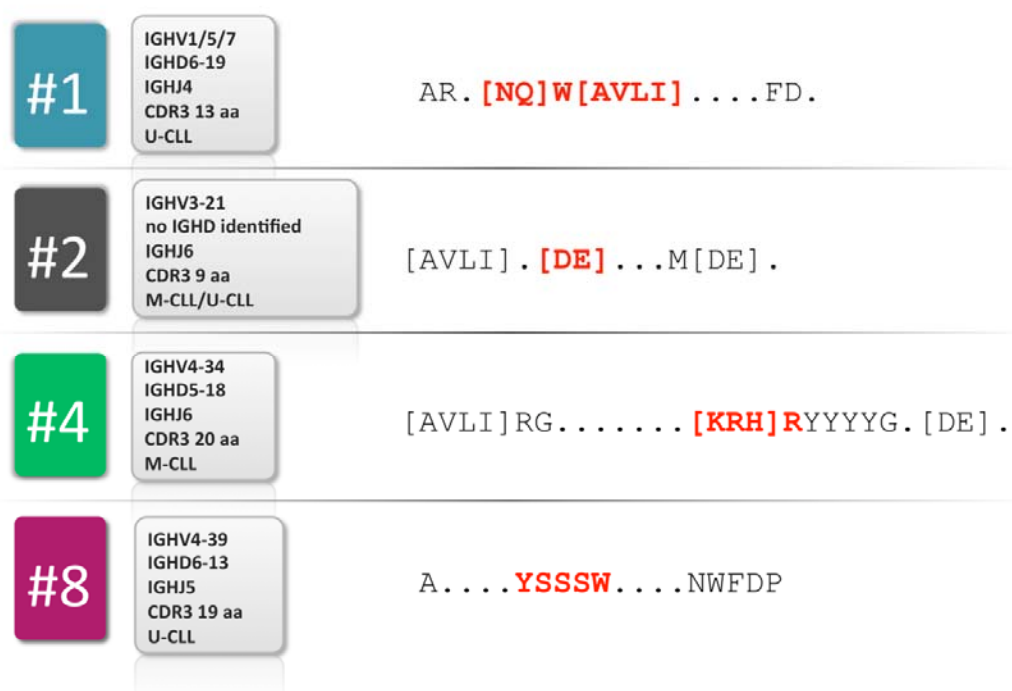 #1
IGHV1/5/7
IGHD6-19
IGHJ4
CDR3 13 aa
U-CLL
AR.[NQ]W[AVLI]....FD.
#2
IGHV3-21
no IGHD identified
IGHJ6
CDR3 9 aa
M-CLL/U-CLL
[AVLI].[DE]...M[DE].
#4
IGHV4-34
IGHD5-18
IGHJ6
CDR3 20 aa
M-CLL
[AVLI]RG.......[KRH]RYYYYG.[DE].
#8
IGHV4-39
IGHD6-13
IGHJ5
CDR3 19 aa
U-CLL
A....YSSSW....NWFDP